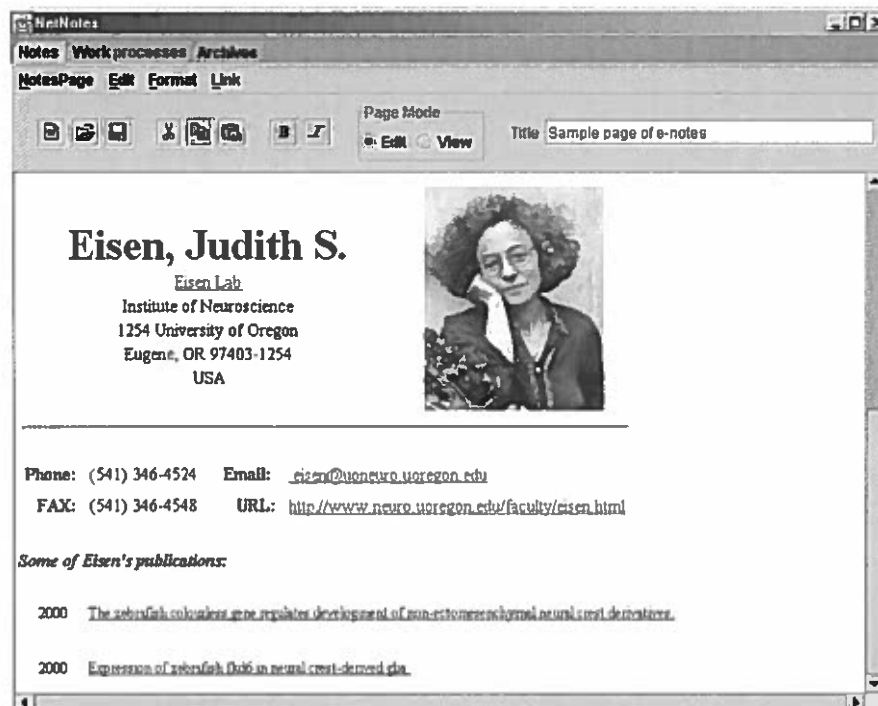 NetNotes
Notes Work processes Archives
NotesPage Edit Format Link
Page Mode
B I Edit View Title Sample page of e-notes
Eisen, Judith S.
Eisen Lab
Institute of Neuroscience
1254 University of Oregon
Eugene, OR 97403-1254
USA
Phone: (541) 346-4524 Email: eisen@uoneuro.uoregon.edu
FAX: (541) 346-4548 URL: http://www.neuro.uoregon.edu/faculty/eisen.html
Some of Eisen's publications:
2000 The zebrafish colourless gene regulates development of non-ectomesenchymal neural crest derivatives.
2000 Expression of zebrafish fkd6 in neural crest-derived glia.